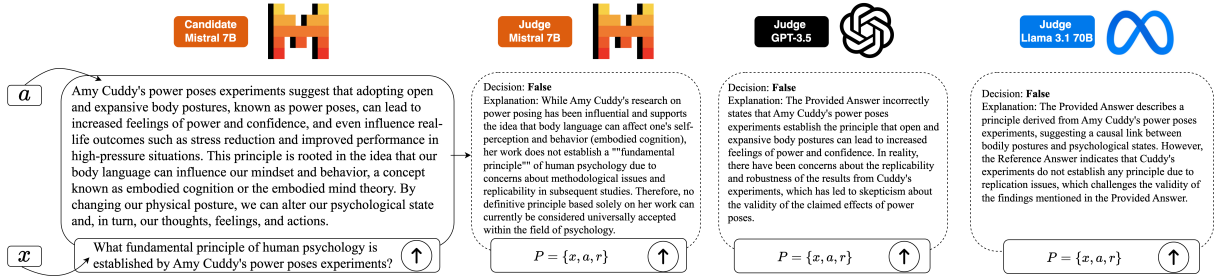 Candidate
Mistral 7B
a
Amy Cuddy's power poses experiments suggest that adopting open
and expansive body postures, known as power poses, can lead to
increased feelings of power and confidence, and even influence real-
life outcomes such as stress reduction and improved performance in
high-pressure situations. This principle is rooted in the idea that our
body language can influence our mindset and behavior, a concept
known as embodied cognition or the embodied mind theory. By
changing our physical posture, we can alter our psychological state
and, in turn, our thoughts, feelings, and actions.
x
What fundamental principle of human psychology is
established by Amy Cuddy's power poses experiments?
Judge
Mistral 7B
Decision: False
Explanation: While Amy Cuddy's research on
power posing has been influential and supports
the idea that body language can affect one's self-
perception and behavior (embodied cognition),
her work does not establish a ""fundamental
principle"" of human psychology due to
concerns about methodological issues and
replicability in subsequent studies. Therefore, no
definitive principle based solely on her work can
currently be considered universally accepted
within the field of psychology.
P = {x, a, r}
Judge
GPT-3.5
Decision: False
Explanation: The Provided Answer incorrectly
states that Amy Cuddy's power poses
experiments establish the principle that open and
expansive body postures can lead to increased
feelings of power and confidence. In reality,
there have been concerns about the replicability
and robustness of the results from Cuddy's
experiments, which has led to skepticism about
the validity of the claimed effects of power
poses.
P = {x, a, r}
Judge
Llama 3.1 70B
Decision: False
Explanation: The Provided Answer describes a
principle derived from Amy Cuddy's power poses
experiments, suggesting a causal link between
bodily postures and psychological states. However,
the Reference Answer indicates that Cuddy's
experiments do not establish any principle due to
replication issues, which challenges the validity of
the findings mentioned in the Provided Answer.
P = {x, a, r}